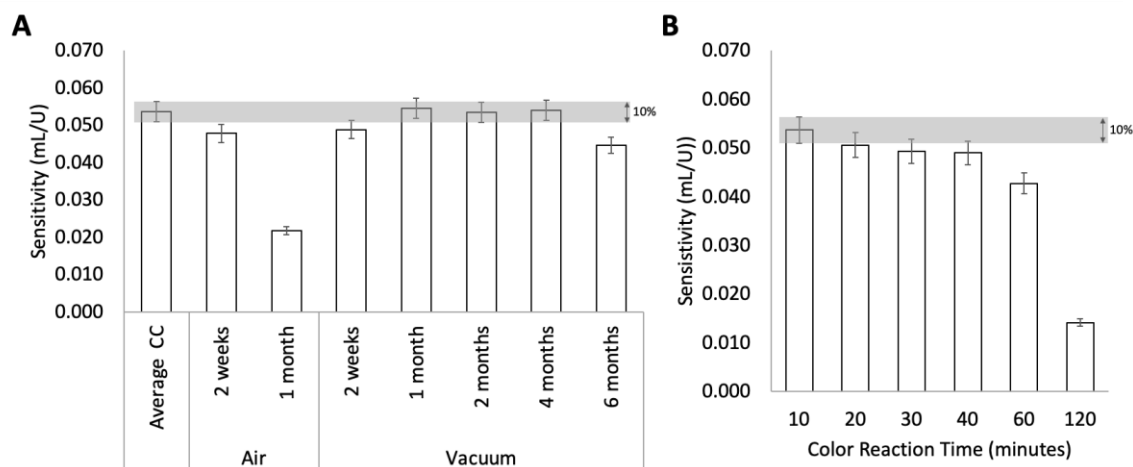 A
0.070
0.060
0.050
0.040
0.030
0.020
0.010
0.000
Sensitivity (mL/U)
10%
Average CC
2 weeks
1 month
2 weeks
1 month
2 months
4 months
6 months
Air
Vacuum
B
0.070
0.060
0.050
0.040
0.030
0.020
0.010
0.000
Sensistivity (mL/U))
10%
10 20 30 40 60 120
Color Reaction Time (minutes)